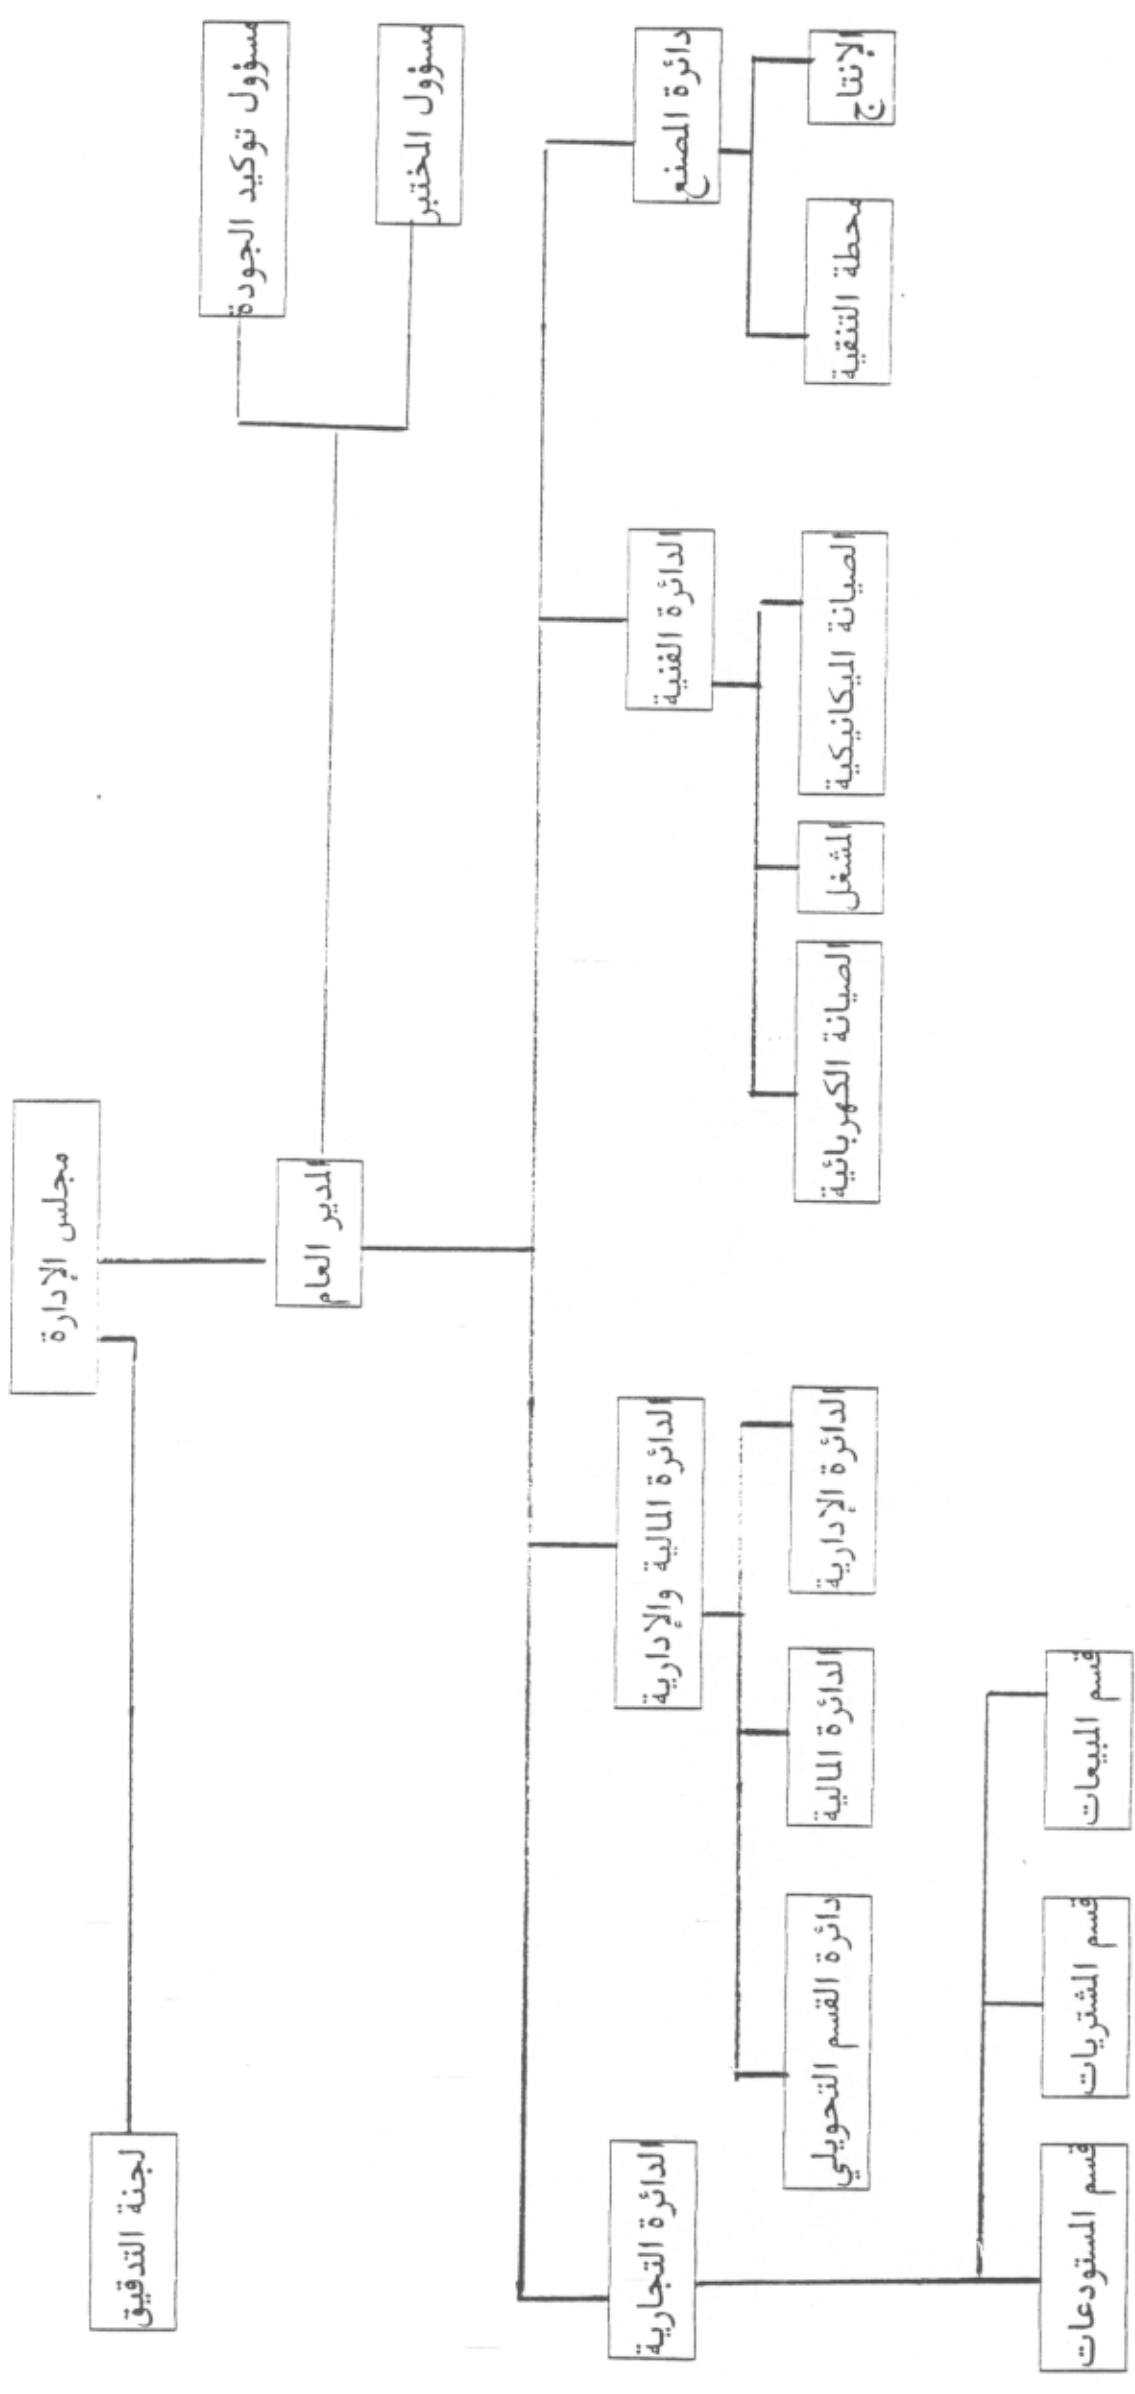 مجلس الإدارة
لجنة التدقيق
المدير العام
مسؤول توكيد الجودة
مسؤول المختبر
دائرة المصنع
الدائرة الفنية
الدائرة المالية والإدارية
الدائرة التجارية
الإنتاج
محطة التنقية
الصيانة الميكانيكية
المشغل
الصيانة الكهربائية
الدائرة الإدارية
الدائرة المالية
دائرة القسم التحويلي
قسم المبيعات
قسم المشتريات
قسم المستودعات